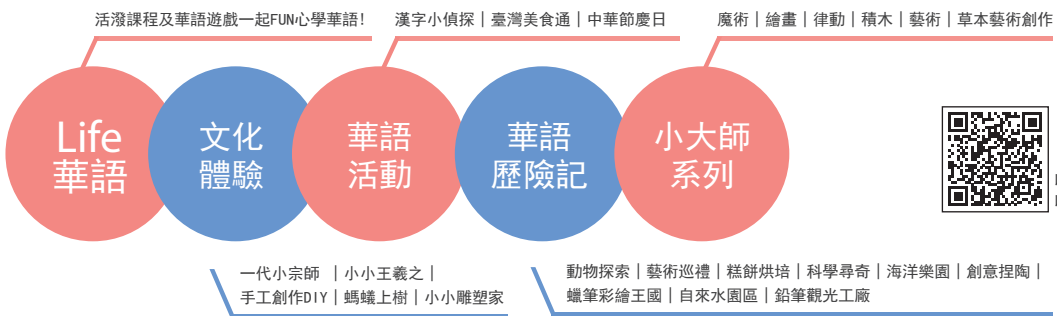 活潑課程及華語遊戲一起FUN心學華語!
漢字小偵探｜臺灣美食通｜中華節慶日
魔術｜繪畫｜律動｜積木｜藝術｜草本藝術創作
Life
華語
文化
體驗
華語
活動
華語
歷險記
小大師
系列
一代小宗師 ｜小小王羲之｜
手工創作DIY｜螞蟻上樹｜小小雕塑家
動物探索｜藝術巡禮｜糕餅烘培｜科學尋奇｜海洋樂園｜創意捏陶｜
蠟筆彩繪王國｜自來水園區｜鉛筆觀光工廠